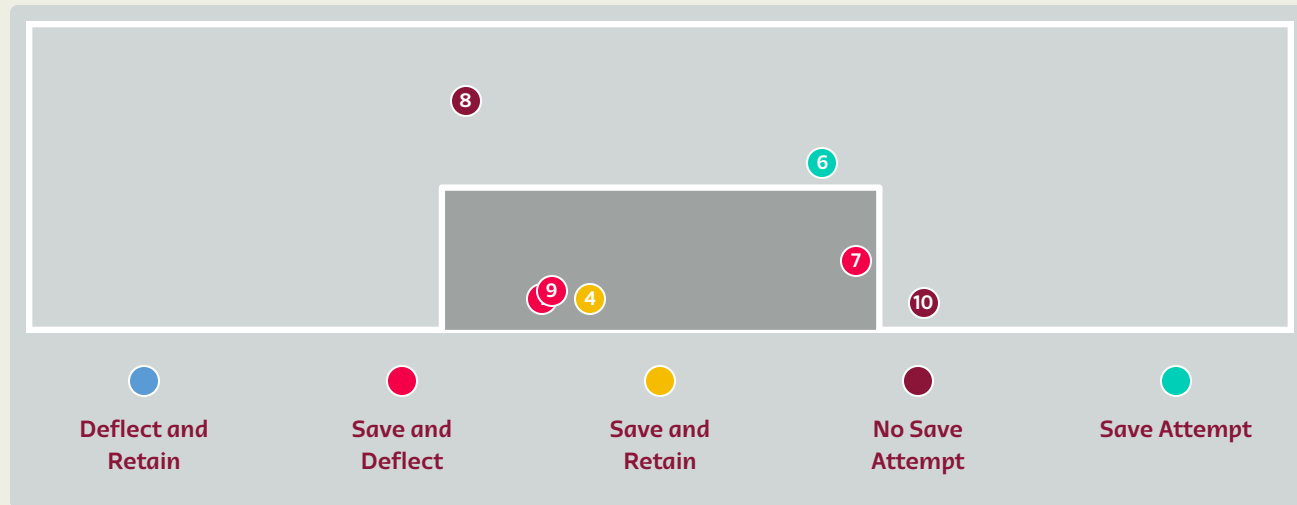 8
6
7
9
4
10
Deflect and
Retain
Save and
Deflect
Save and
Retain
No Save
Attempt
Save Attempt